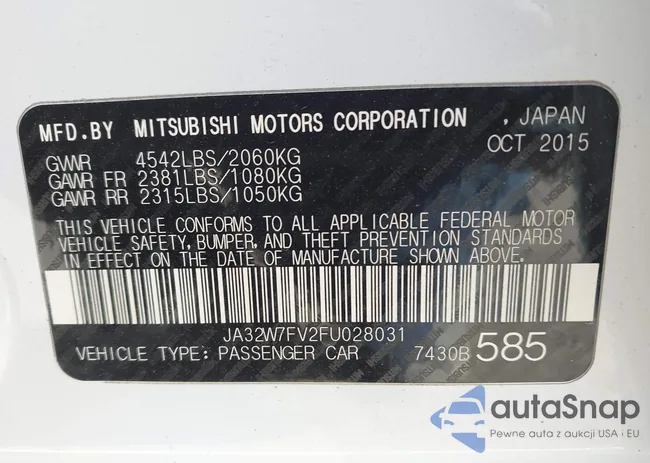 MFD.BY MITSUBISHI MOTORS CORPORATION , JAPAN
OCT 2015
GVWR 4542LBS/2060KG
GAWR FR 2381LBS/1080KG
GAWR RR 2315LBS/1050KG
THIS VEHICLE CONFORMS TO ALL APPLICABLE FEDERAL MOTOR
VEHICLE SAFETY, BUMPER, AND THEFT PREVENTION STANDARDS
IN EFFECT ON THE DATE OF MANUFACTURE SHOWN ABOVE.
JA32W7FV2FU028031
VEHICLE TYPE: PASSENGER CAR 7430B 585
autaSnap
Pewne auta z aukcji USA i EU